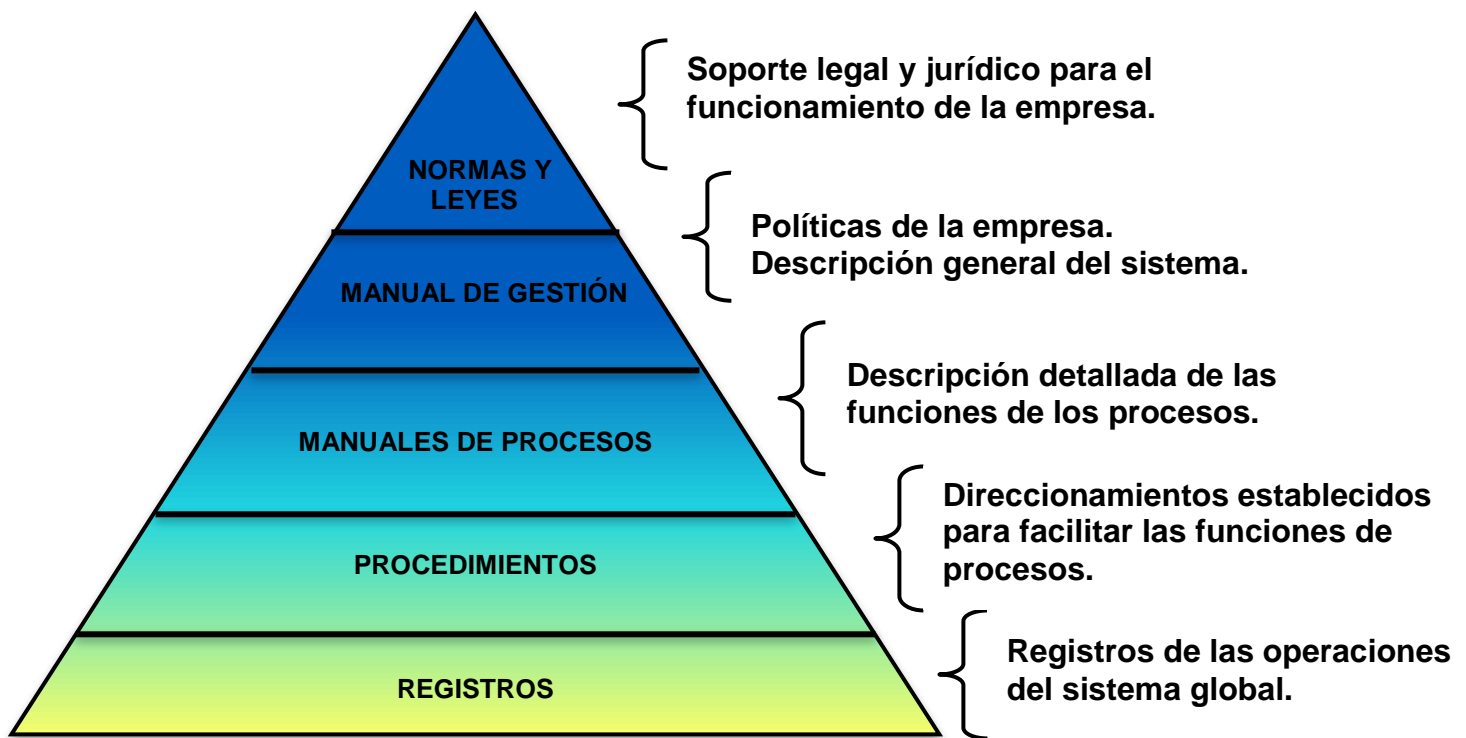 Soporte legal y jurídico para el
funcionamiento de la empresa.
NORMAS Y
LEYES
Políticas de la empresa.
Descripción general del sistema.
MANUAL DE GESTIÓN
Descripción detallada de las
funciones de los procesos.
MANUALES DE PROCESOS
Direccionamientos establecidos
para facilitar las funciones de
procesos.
PROCEDIMIENTOS
Registros de las operaciones
del sistema global.
REGISTROS